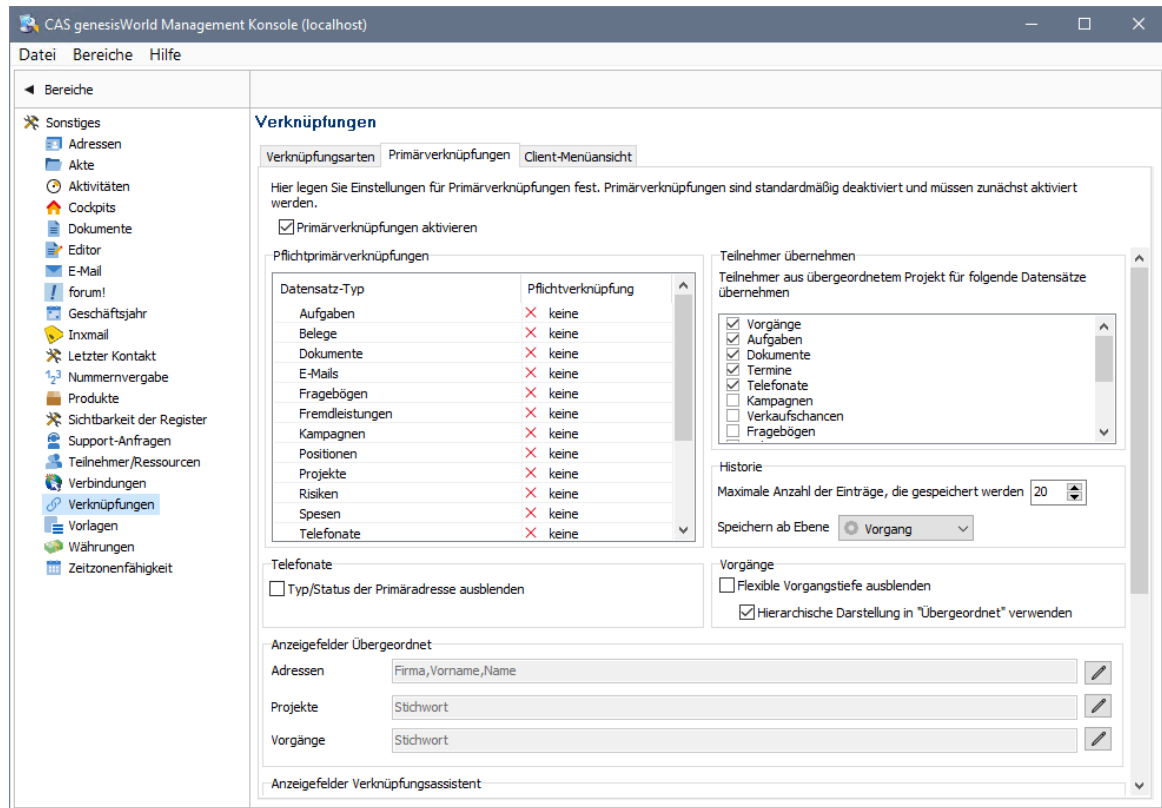 CAS genesisWorld Management Konsole (localhost)
Datei Bereiche Hilfe
Bereiche
Sonstiges
Adressen
Akte
Aktivitäten
Cockpits
Dokumente
Editor
E-Mail
forum!
Geschäftsjahr
Inxmail
Letzter Kontakt
Nummernvergabe
Produkte
Sichtbarkeit der Register
Support-Anfragen
Teilnehmer/Ressourcen
Verbindungen
Verknüpfungen
Vorlagen
Währungen
Zeitzonenfähigkeit
Verknüpfungen
Verknüpfungsarten Primärverknüpfungen Client-Menüansicht
Hier legen Sie Einstellungen für Primärverknüpfungen fest. Primärverknüpfungen sind standardmäßig deaktiviert und müssen zunächst aktiviert
werden.
Primärverknüpfungen aktivieren
Pflichtprimärverknüpfungen
Datensatz-Typ Pflichtverknüpfung
Aufgaben keine
Belege keine
Dokumente keine
E-Mails keine
Fragebögen keine
Fremdleistungen keine
Kampagnen keine
Positionen keine
Projekte keine
Risiken keine
Spesen keine
Telefonate keine
Teilnehmer übernehmen
Teilnehmer aus übergeordnetem Projekt für folgende Datensätze
übernehmen
Vorgänge
Aufgaben
Dokumente
Termine
Telefonate
Kampagnen
Verkaufschancen
Fragebögen
Historie
Maximale Anzahl der Einträge, die gespeichert werden 20
Speichern ab Ebene Vorgang
Telefonate
Typ/Status der Primäradresse ausblenden
Vorgänge
Flexible Vorgangstiefe ausblenden
Hierarchische Darstellung in "Übergeordnet" verwenden
Anzeigefelder Übergeordnet
Adressen Firma,Vorname,Name
Projekte Stichwort
Vorgänge Stichwort
Anzeigefelder Verknüpfungsassistent